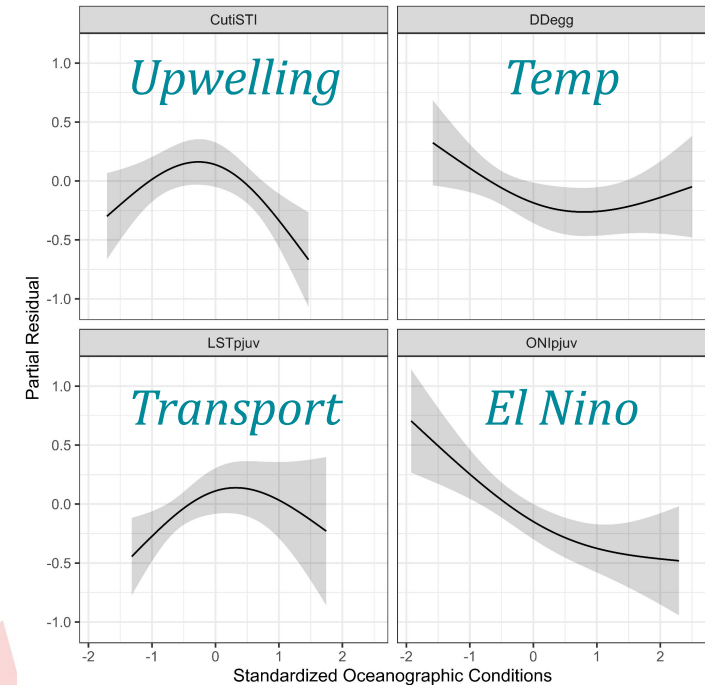 CutiSTI
DDegg
Upwelling
Temp
1.0
0.5
0.0
-0.5
-1.0
Partial Residual
LSTpjuv
ONIpjuv
Transport
El Nino
1.0
0.5
0.0
-0.5
-1.0
-2 -1 0 1 2
-2 -1 0 1 2
Standardized Oceanographic Conditions